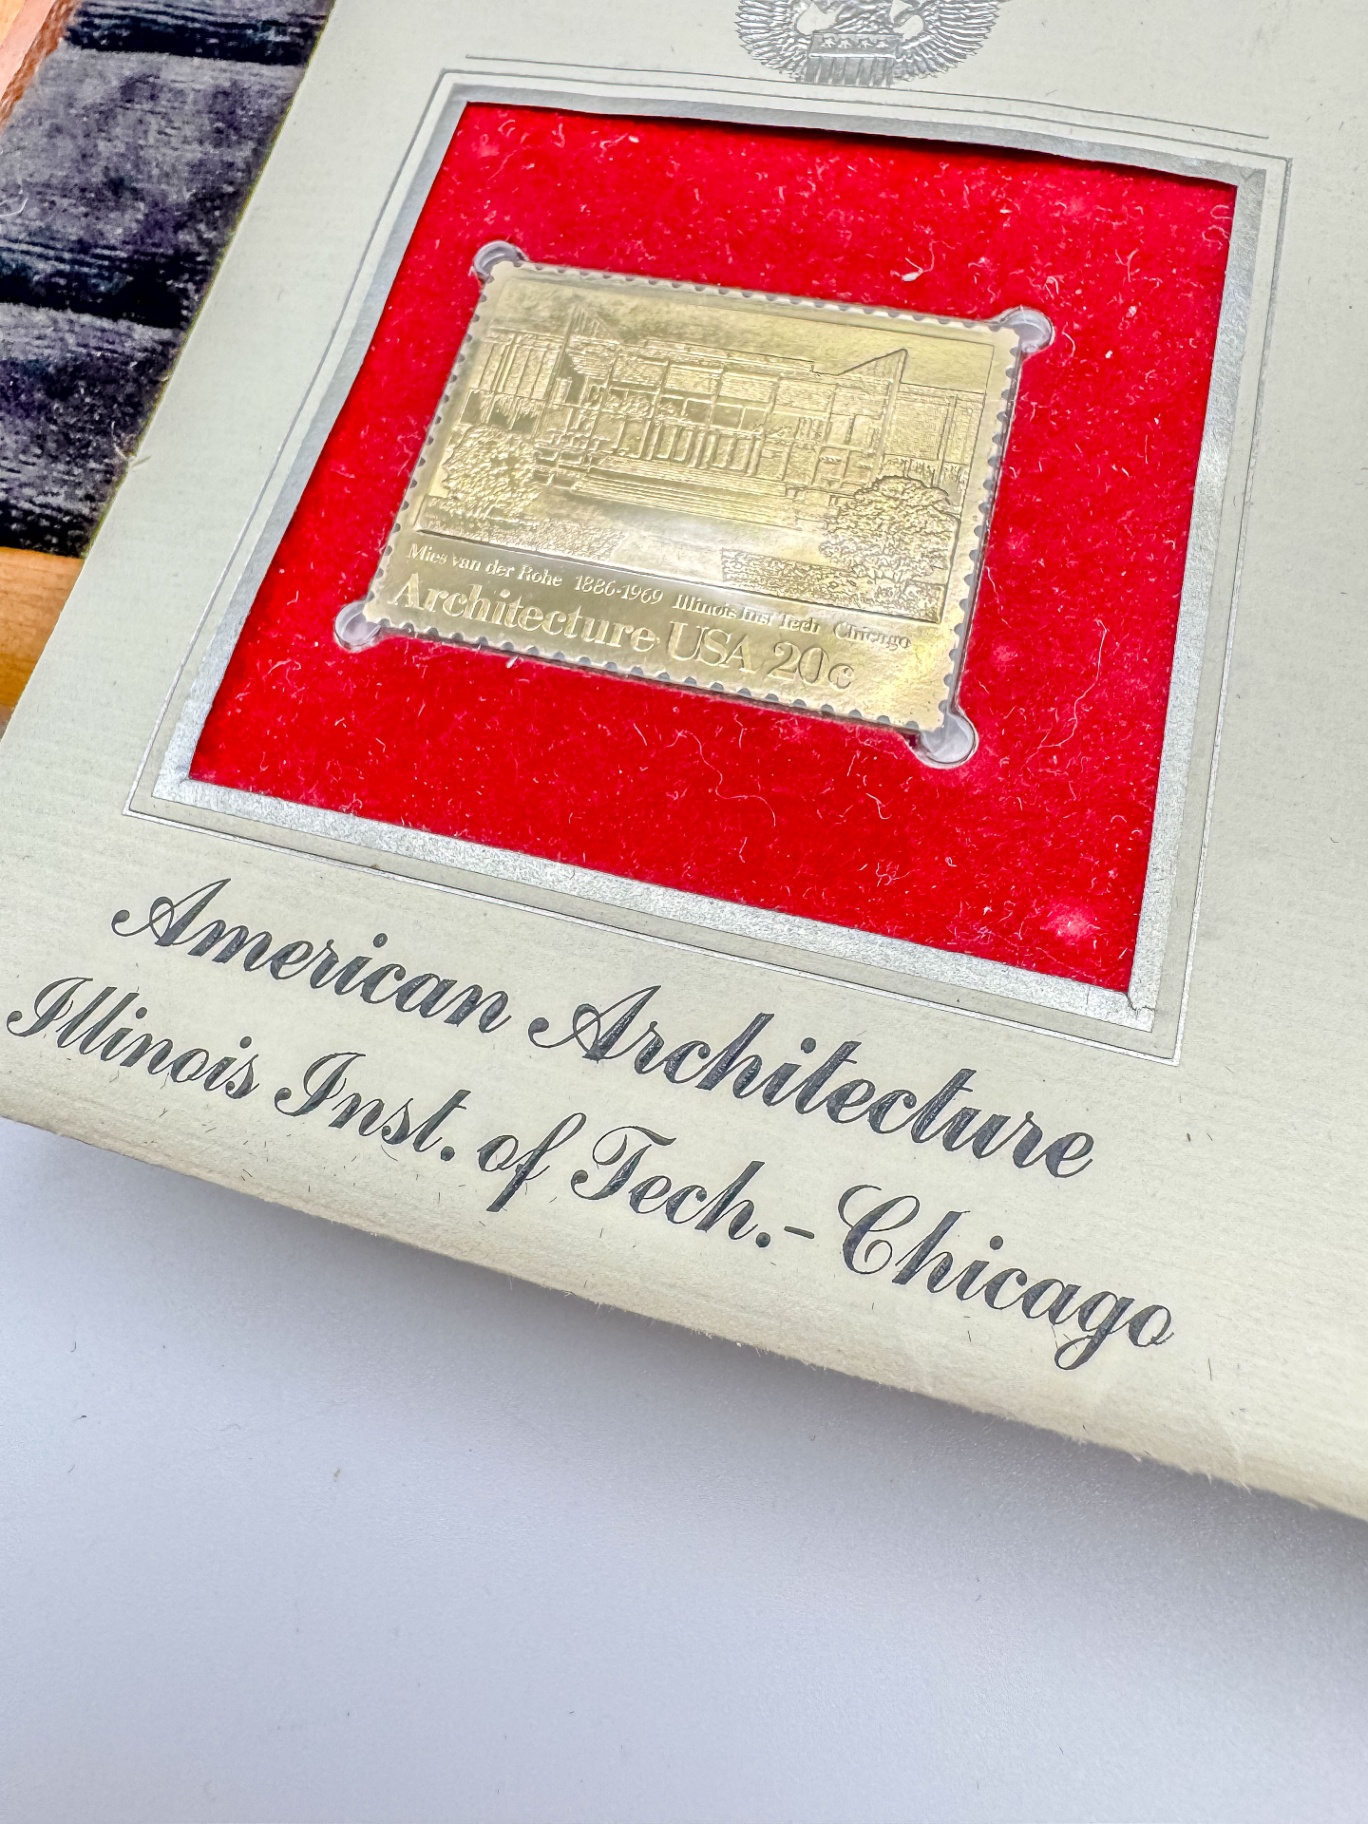 Mies van der Rohe 1886-1969 Illinois Inst Tech Chicago
Architecture USA 20c
American Architecture
Illinois Inst. of Tech.-Chicago